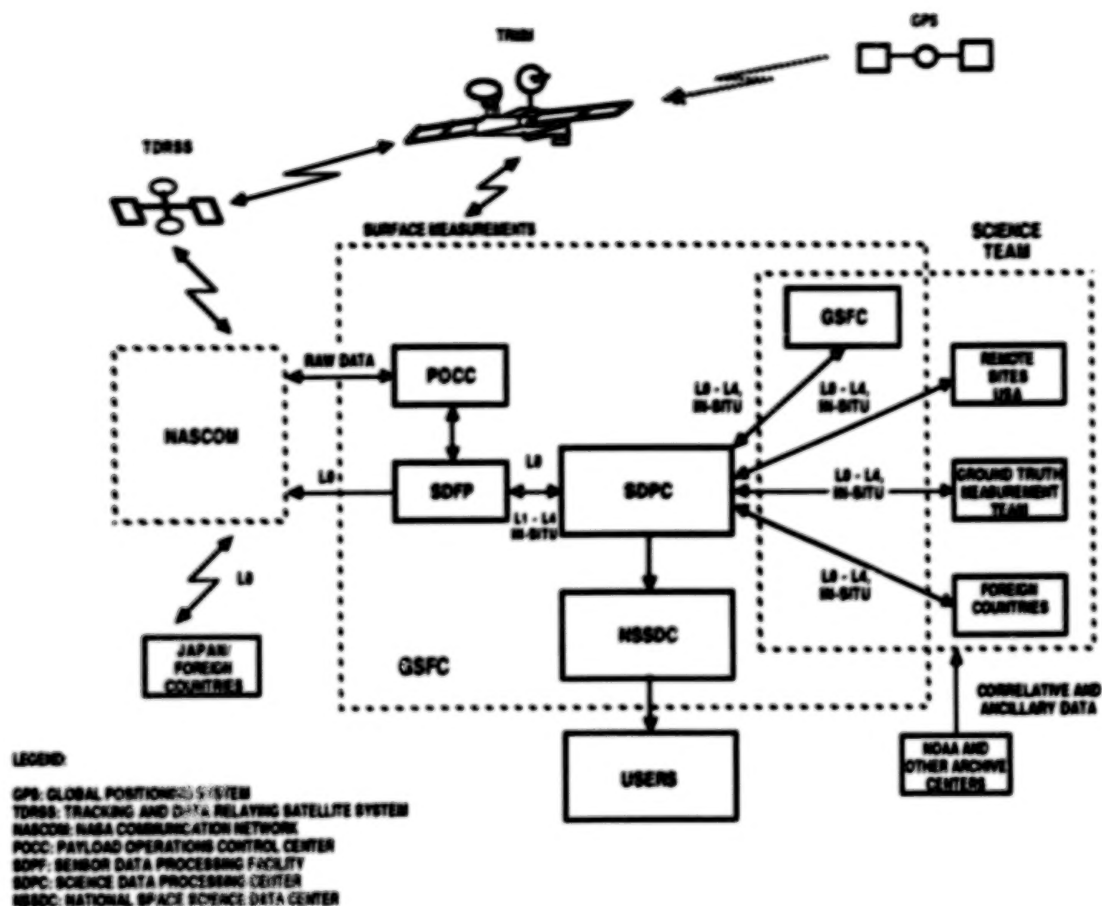 GPS
TRMM
TDRSS
SURFACE MEASUREMENTS
SCIENCE
TEAM
GSFC
RAW DATA
POCC
REMOTE
SITES
USA
L0 - L4,
IN-SITU
L0 - L4,
IN-SITU
NASCOM
L0
SDFP
L0
L1 - L4
IN-SITU
SDPC
L0 - L4,
IN-SITU
GROUND TRUTH
MEASUREMENT
TEAM
L0
L0 - L4,
IN-SITU
FOREIGN
COUNTRIES
JAPAN/
FOREIGN
COUNTRIES
GSFC
NSSDC
CORRELATIVE AND
ANCILLARY DATA
USERS
NOAA AND
OTHER ARCHIVE
CENTERS
LEGEND:
GPS: GLOBAL POSITIONING SYSTEM
TDRSS: TRACKING AND DATA RELAYING SATELLITE SYSTEM
NASCOM: NASA COMMUNICATION NETWORK
POCC: PAYLOAD OPERATIONS CONTROL CENTER
SDPF: SENSOR DATA PROCESSING FACILITY
SDPC: SCIENCE DATA PROCESSING CENTER
NSSDC: NATIONAL SPACE SCIENCE DATA CENTER